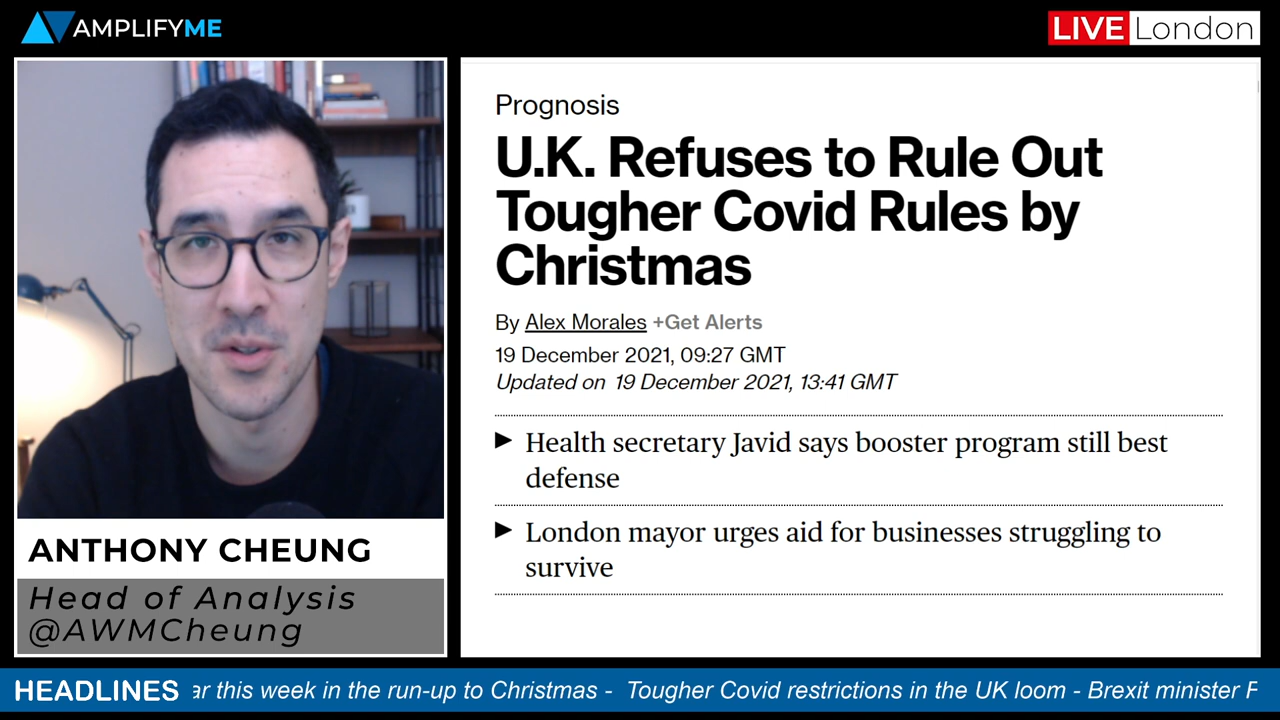 AMPLIFYME
LIVE London
Prognosis
U.K. Refuses to Rule Out
Tougher Covid Rules by
Christmas
By Alex Morales +Get Alerts
19 December 2021, 09:27 GMT
Updated on 19 December 2021, 13:41 GMT
Health secretary Javid says booster program still best
defense
London mayor urges aid for businesses struggling to
survive
ANTHONY CHEUNG
Head of Analysis
@AWMCheung
HEADLINES ar this week in the run-up to Christmas - Tougher Covid restrictions in the UK loom - Brexit minister F